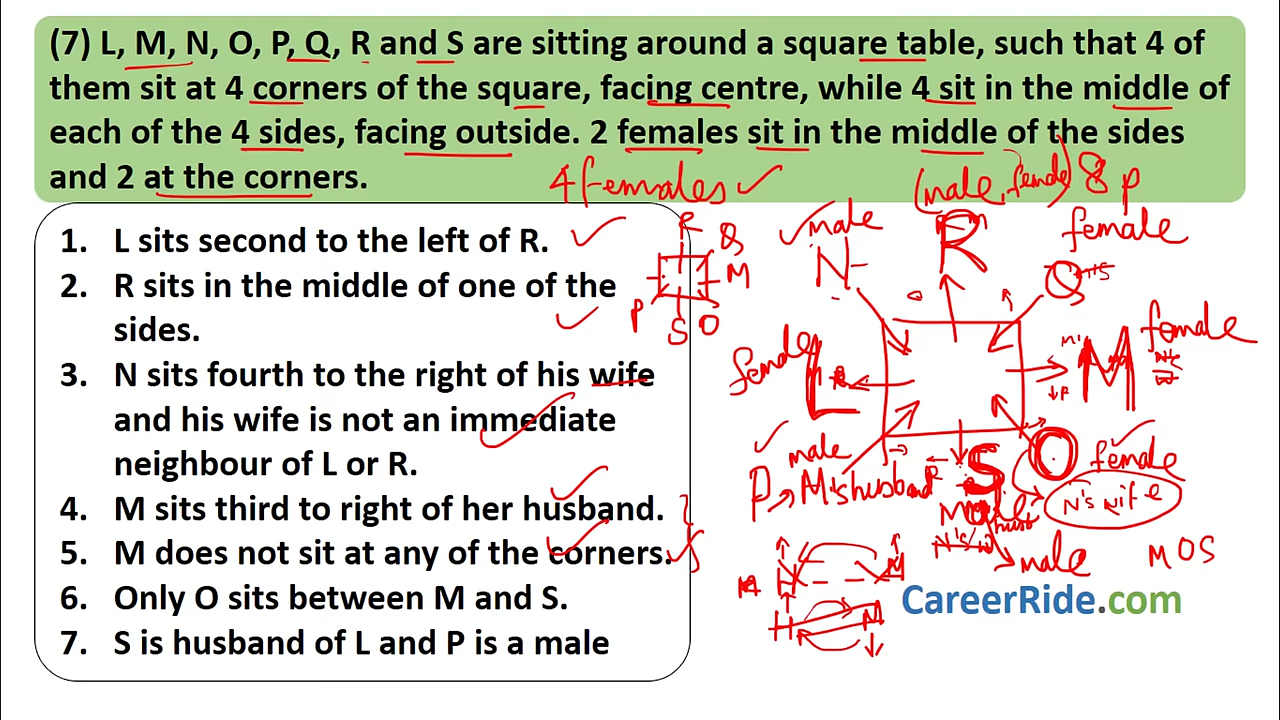 (7) L, M, N, O, P, Q, R and S are sitting around a square table, such that 4 of
them sit at 4 corners of the square, facing centre, while 4 sit in the middle of
each of the 4 sides, facing outside. 2 females sit in the middle of the sides
and 2 at the corners.
4 females
(male, female) 8 P
1. L sits second to the left of R.
2. R sits in the middle of one of the
sides.
3. N sits fourth to the right of his wife
and his wife is not an immediate
neighbour of L or R.
4. M sits third to right of her husband.
5. M does not sit at any of the corners.
6. Only O sits between M and S.
7. S is husband of L and P is a male
R
Q
M
P
S
O
male
N
R
female
Q
female
L
M
female
male
P → M's husband
S
O
female
N's wife
male
M O S
H
M
H
M
CareerRide.com